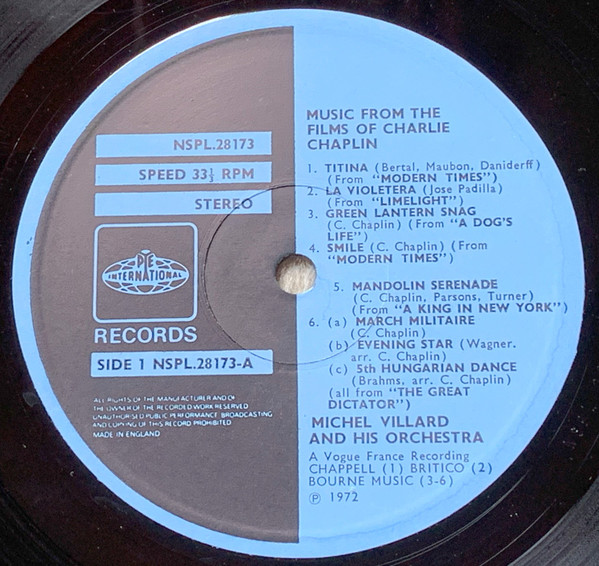 NSPL.28173
SPEED 33⅓ RPM
STEREO
PYE
INTERNATIONAL
RECORDS
SIDE 1 NSPL.28173-A
ALL RIGHTS OF THE MANUFACTURER AND OF
THE OWNER OF THE RECORDED WORK RESERVED
UNAUTHORISED PUBLIC PERFORMANCE, BROADCASTING
AND COPYING OF THIS RECORD PROHIBITED
MADE IN ENGLAND
MUSIC FROM THE
FILMS OF CHARLIE
CHAPLIN
1. TITINA (Bertal, Maubon, Daniderff)
(From "MODERN TIMES")
2. LA VIOLETERA (Jose Padilla)
(From "LIMELIGHT")
3. GREEN LANTERN SNAG
(C. Chaplin) (From "A DOG'S
LIFE")
4. SMILE (C. Chaplin) (From
"MODERN TIMES")
5. MANDOLIN SERENADE
(C. Chaplin, Parsons, Turner)
(From "A KING IN NEW YORK")
6. (a) MARCH MILITAIRE
(C. Chaplin)
(b) EVENING STAR (Wagner.
arr. C. Chaplin)
(c) 5th HUNGARIAN DANCE
(Brahms, arr. C. Chaplin)
(all from "THE GREAT
DICTATOR")
MICHEL VILLARD
AND HIS ORCHESTRA
A Vogue France Recording
CHAPPELL (1) BRITICO (2)
BOURNE MUSIC (3-6)
℗ 1972